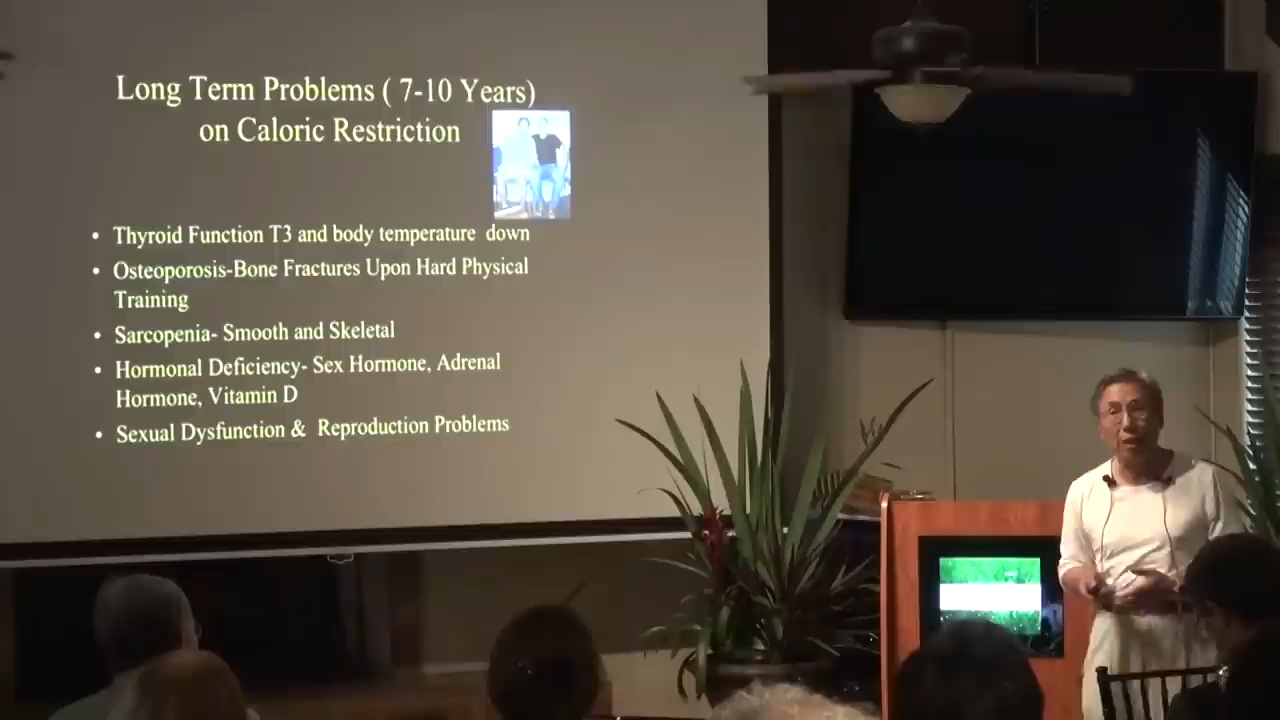 Long Term Problems ( 7-10 Years)
on Caloric Restriction
• Thyroid Function T3 and body temperature down
• Osteoporosis-Bone Fractures Upon Hard Physical
Training
• Sarcopenia- Smooth and Skeletal
• Hormonal Deficiency- Sex Hormone, Adrenal
Hormone, Vitamin D
• Sexual Dysfunction & Reproduction Problems